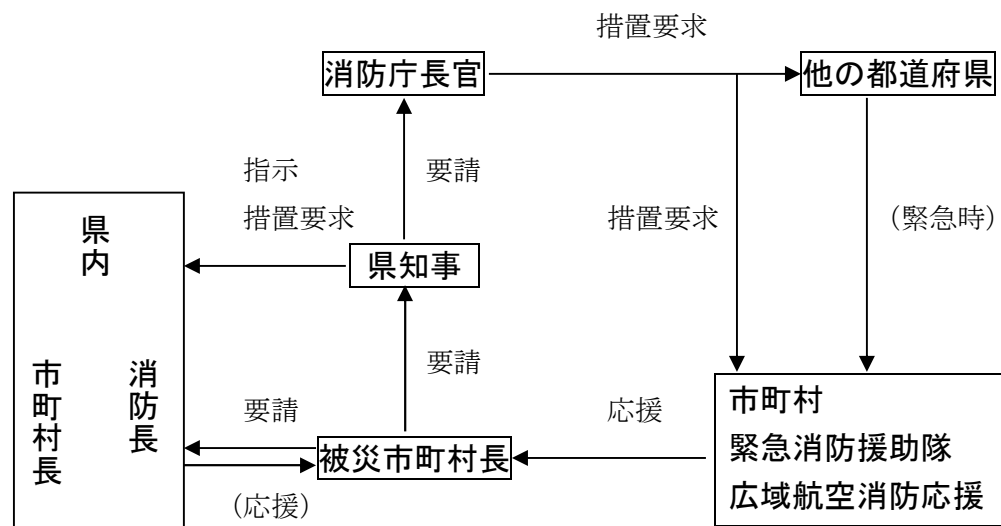 措置要求
消防庁長官
他の都道府県
指示
措置要求
要請
措置要求
（緊急時）
県内
市町村長
消防長
県知事
要請
要請
応援
被災市町村長
（応援）
市町村
緊急消防援助隊
広域航空消防応援